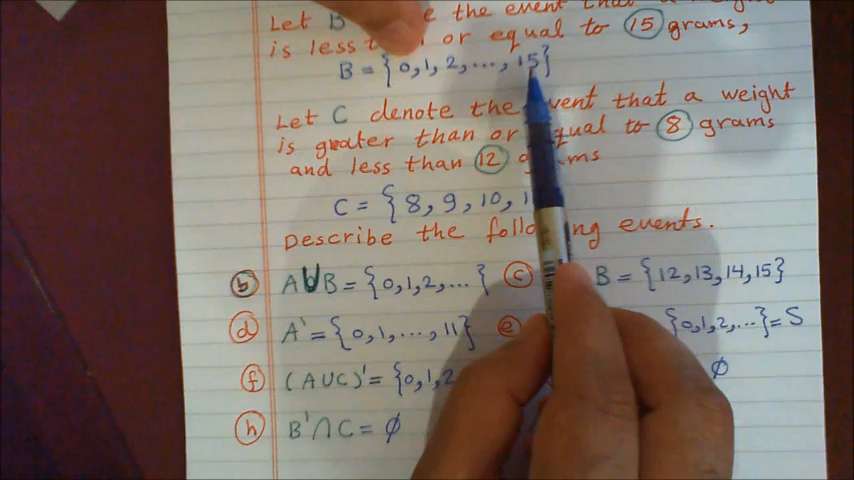 Let B the event that a weight
is less or equal to 15 grams,
B = {0, 1, 2, ..., 15}
Let C denote the event that a weight
is greater than or equal to 8 grams
and less than 12
C = {8, 9, 10,
Describe the following events.
b A∪B = {0, 1, 2, ... } c B = {12, 13, 14, 15}
d A' = {0, 1, ..., 11} e {0, 1, 2, ...} = S
f (A∪C)' = {0, 1, 2 ∅
h B'∩C = ∅